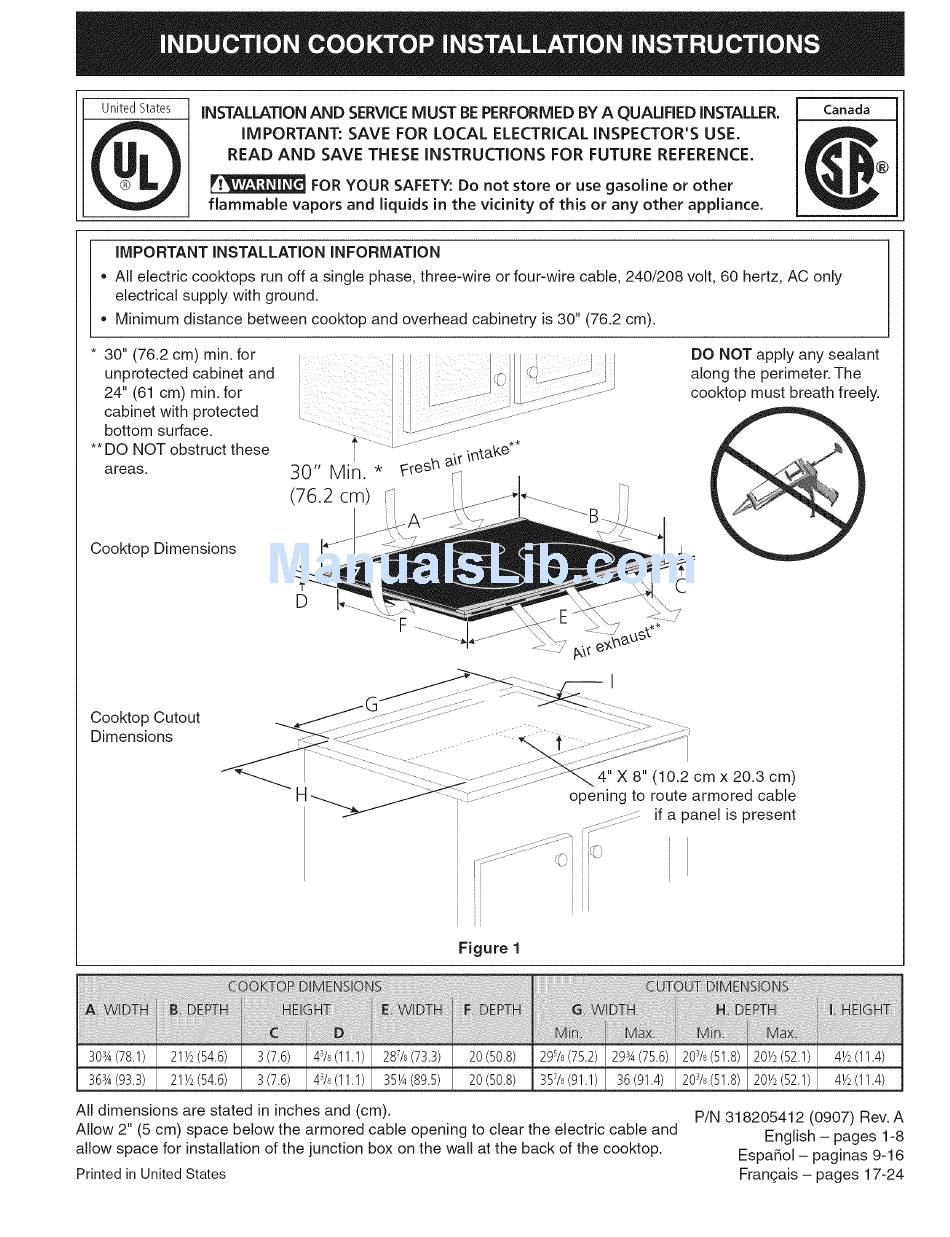 INDUCTION COOKTOP INSTALLATION INSTRUCTIONS
United States
UL
®
INSTALLATION AND SERVICE MUST BE PERFORMED BY A QUALIFIED INSTALLER.
IMPORTANT: SAVE FOR LOCAL ELECTRICAL INSPECTOR'S USE.
READ AND SAVE THESE INSTRUCTIONS FOR FUTURE REFERENCE.
WARNING FOR YOUR SAFETY: Do not store or use gasoline or other
flammable vapors and liquids in the vicinity of this or any other appliance.
Canada
SA ®
IMPORTANT INSTALLATION INFORMATION
• All electric cooktops run off a single phase, three-wire or four-wire cable, 240/208 volt, 60 hertz, AC only
electrical supply with ground.
• Minimum distance between cooktop and overhead cabinetry is 30" (76.2 cm).
* 30" (76.2 cm) min. for
unprotected cabinet and
24" (61 cm) min. for
cabinet with protected
bottom surface.
**DO NOT obstruct these
areas.
DO NOT apply any sealant
along the perimeter. The
cooktop must breath freely.
30" Min. *
(76.2 cm)
Fresh air intake**
A
B
Cooktop Dimensions
ManualsLib.com
C
D
E
F
Air exhaust**
I
G
Cooktop Cutout
Dimensions
H
4" X 8" (10.2 cm x 20.3 cm)
opening to route armored cable
if a panel is present
Figure 1
COOKTOP DIMENSIONS CUTOUT DIMENSIONS
A. WIDTH B. DEPTH HEIGHT E. WIDTH F. DEPTH G. WIDTH H. DEPTH I. HEIGHT
C D Min. Max. Min. Max.
30¾ (78.1) 21½ (54.6) 3 (7.6) 4³/₈ (11.1) 28⁷/₈ (73.3) 20 (50.8) 29⁵/₈ (75.2) 29¾ (75.6) 20³/₈ (51.8) 20½ (52.1) 4½ (11.4)
36¾ (93.3) 21½ (54.6) 3 (7.6) 4³/₈ (11.1) 35¼ (89.5) 20 (50.8) 35⁷/₈ (91.1) 36 (91.4) 20³/₈ (51.8) 20½ (52.1) 4½ (11.4)
All dimensions are stated in inches and (cm).
Allow 2" (5 cm) space below the armored cable opening to clear the electric cable and
allow space for installation of the junction box on the wall at the back of the cooktop.
Printed in United States
P/N 318205412 (0907) Rev. A
English – pages 1-8
Español – paginas 9-16
Français – pages 17-24